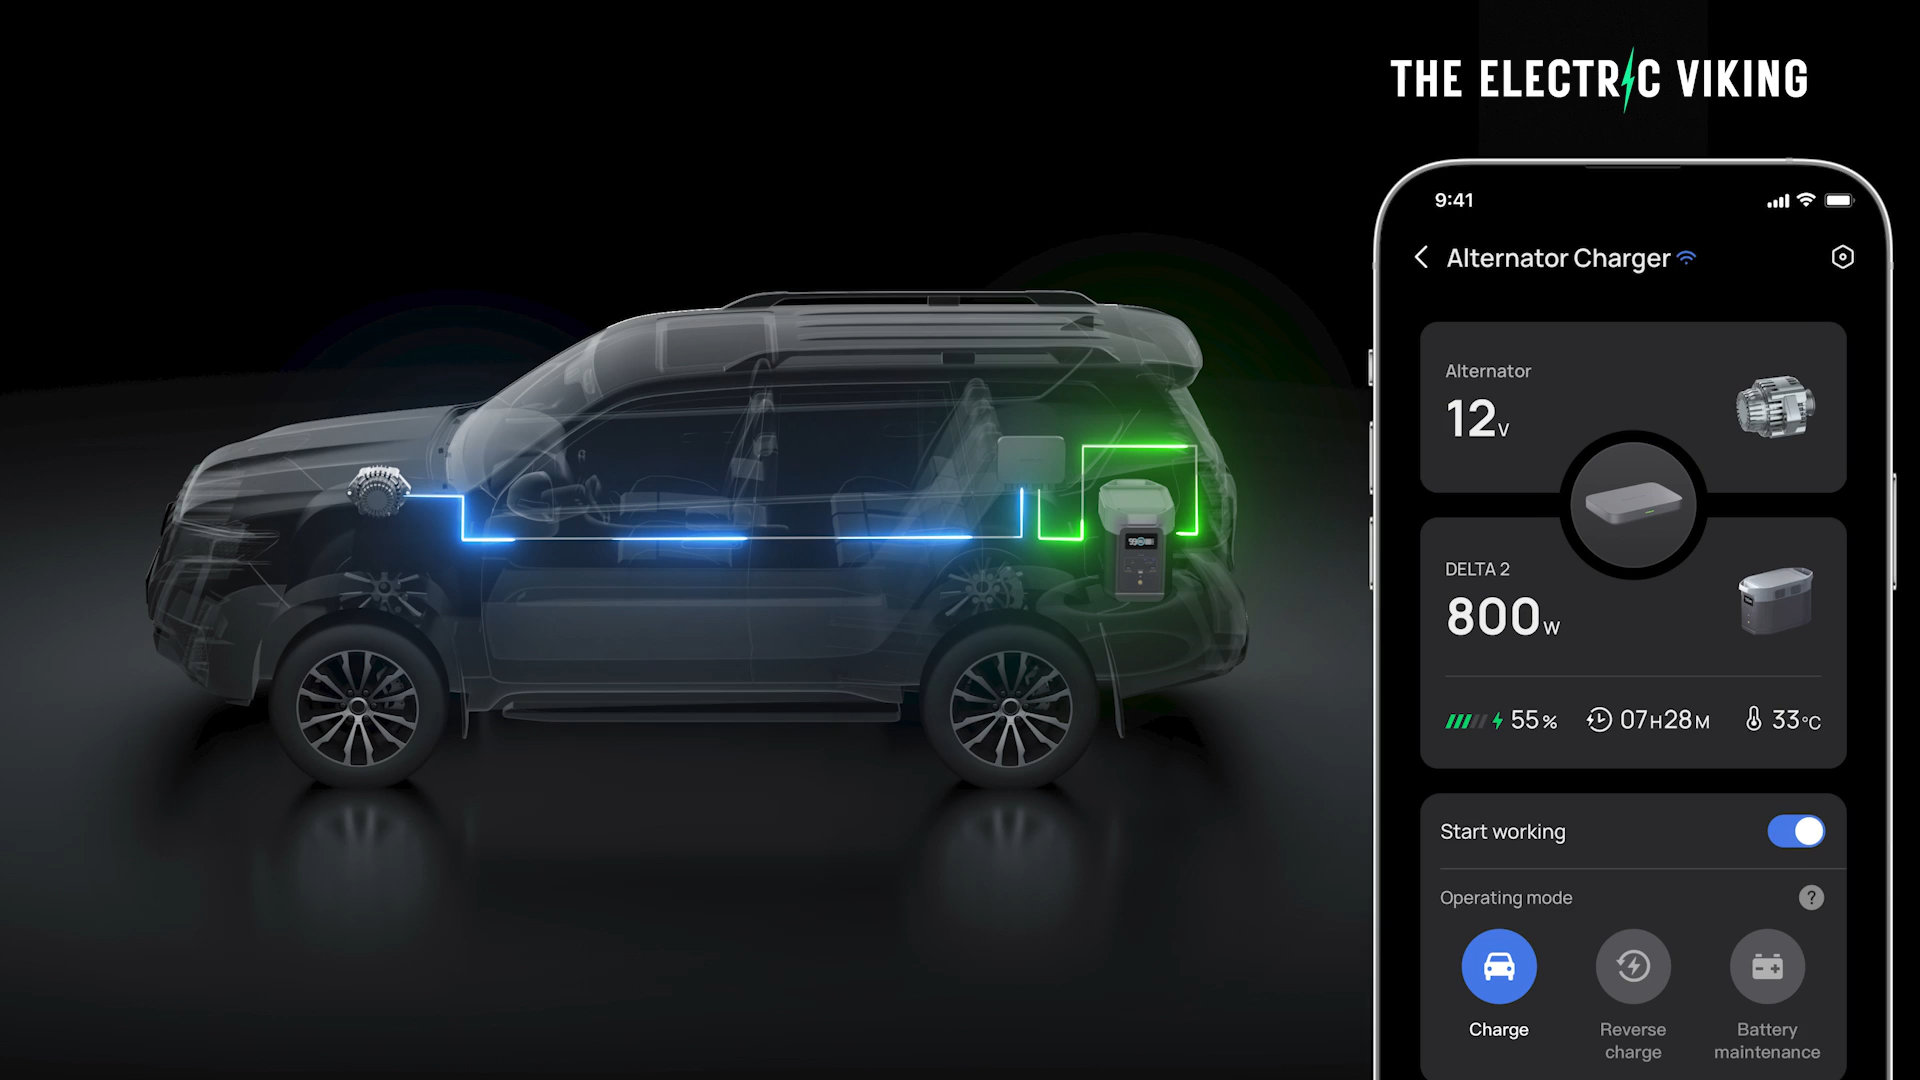 THE ELECTRIC VIKING
9:41
Alternator Charger
Alternator
12V
DELTA 2
800W
55% 07H28M 33°C
Start working
Operating mode ?
Charge Reverse charge Battery maintenance